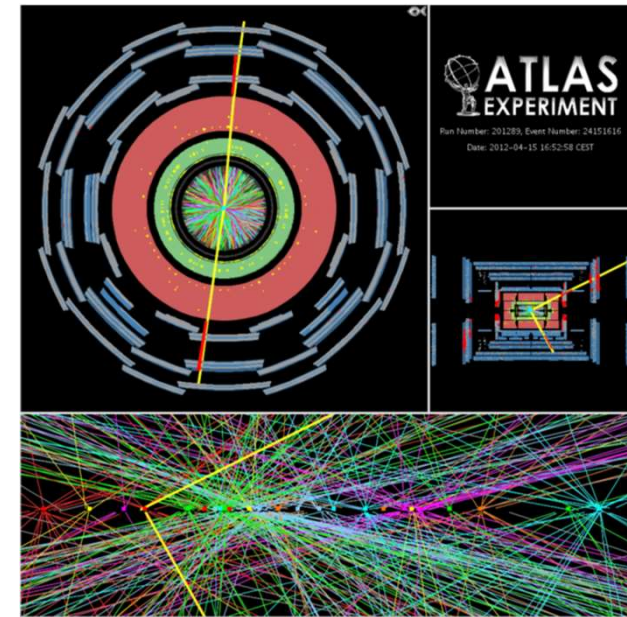 ATLAS
EXPERIMENT
Run Number: 201289, Event Number: 24151616
Date: 2012-04-15 16:52:58 CEST